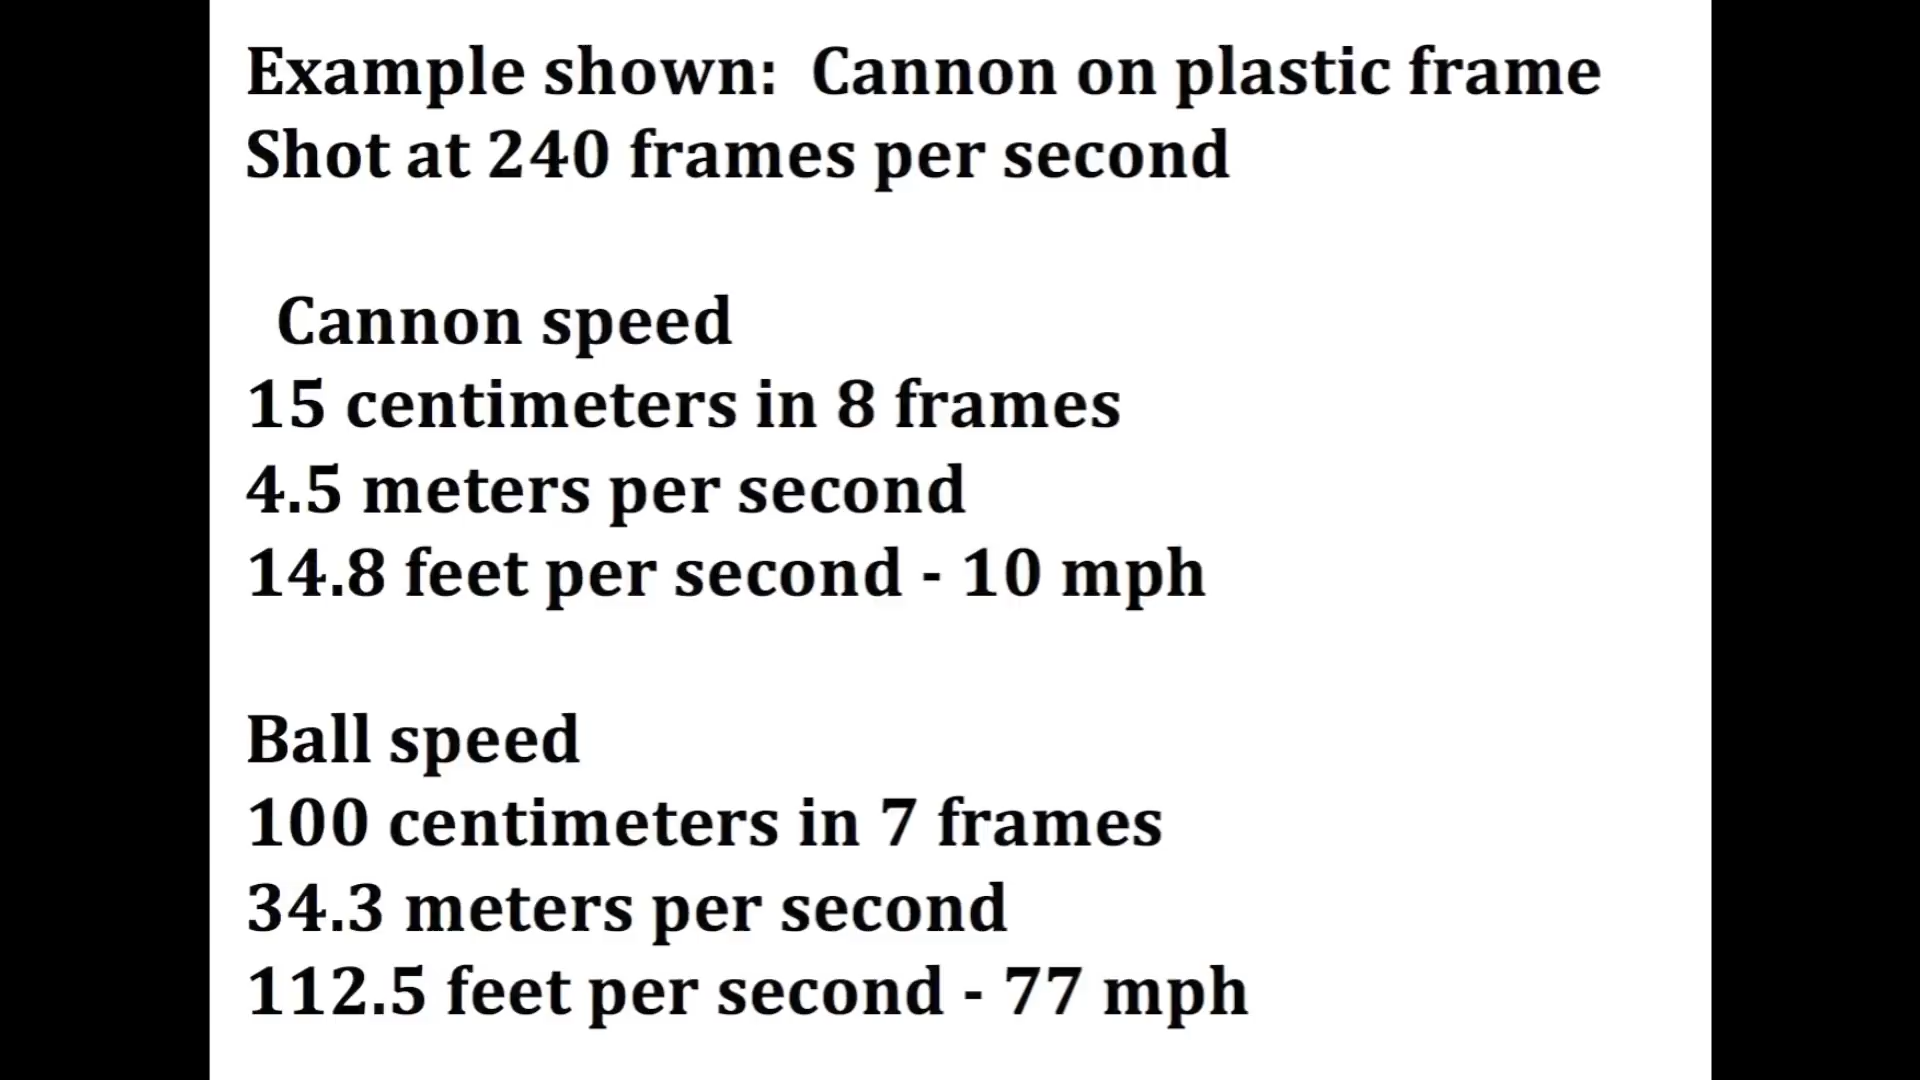 Example shown:  Cannon on plastic frame
Shot at 240 frames per second
Cannon speed
15 centimeters in 8 frames
4.5 meters per second
14.8 feet per second - 10 mph
Ball speed
100 centimeters in 7 frames
34.3 meters per second
112.5 feet per second - 77 mph